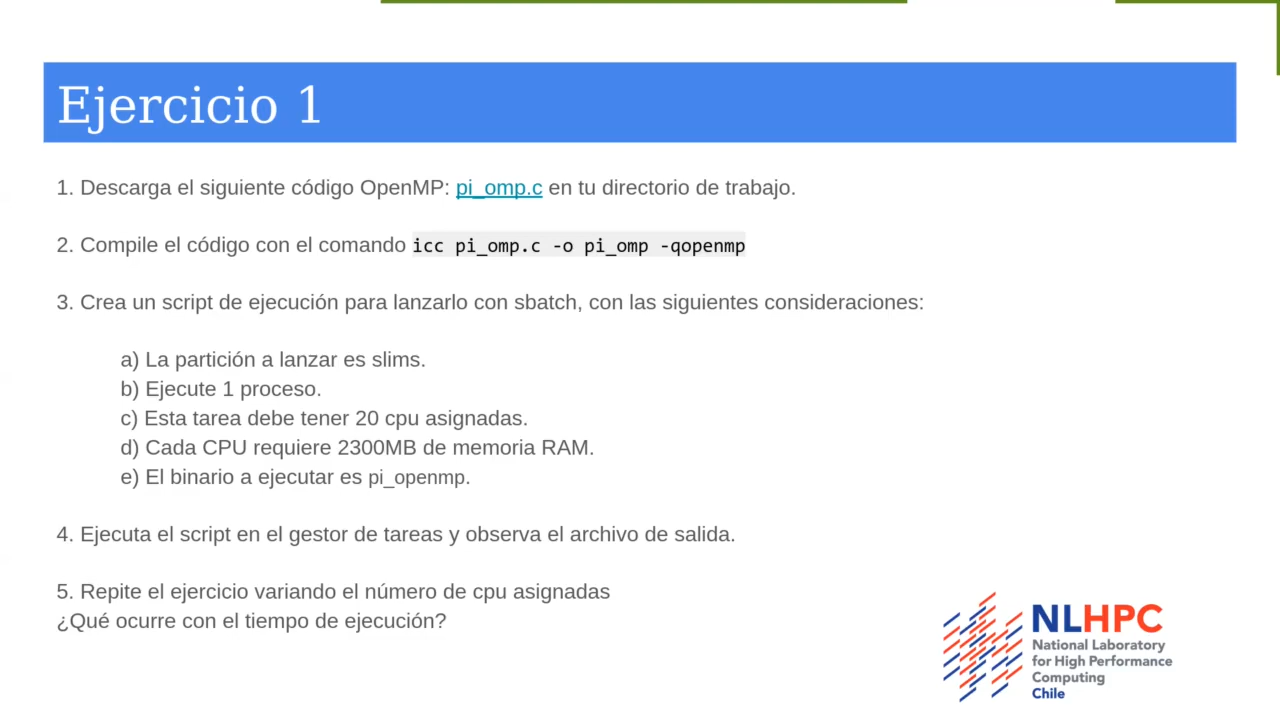 Ejercicio 1
1. Descarga el siguiente código OpenMP: pi_omp.c en tu directorio de trabajo.
2. Compile el código con el comando icc pi_omp.c -o pi_omp -qopenmp
3. Crea un script de ejecución para lanzarlo con sbatch, con las siguientes consideraciones:
a) La partición a lanzar es slims.
b) Ejecute 1 proceso.
c) Esta tarea debe tener 20 cpu asignadas.
d) Cada CPU requiere 2300MB de memoria RAM.
e) El binario a ejecutar es pi_openmp.
4. Ejecuta el script en el gestor de tareas y observa el archivo de salida.
5. Repite el ejercicio variando el número de cpu asignadas
¿Qué ocurre con el tiempo de ejecución?
NLHPC
National Laboratory
for High Performance
Computing
Chile